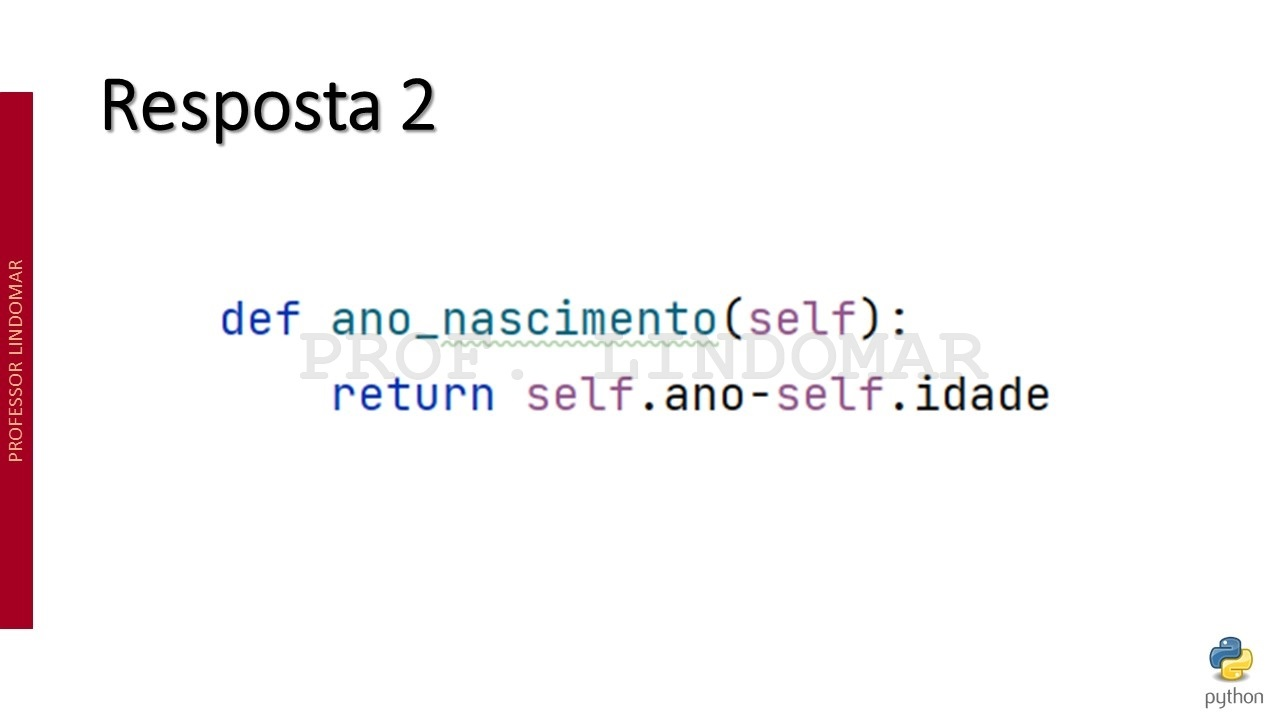 Resposta 2
PROFESSOR LINDOMAR
def ano_nascimento(self):
PROF. LINDOMAR
return self.ano-self.idade
python